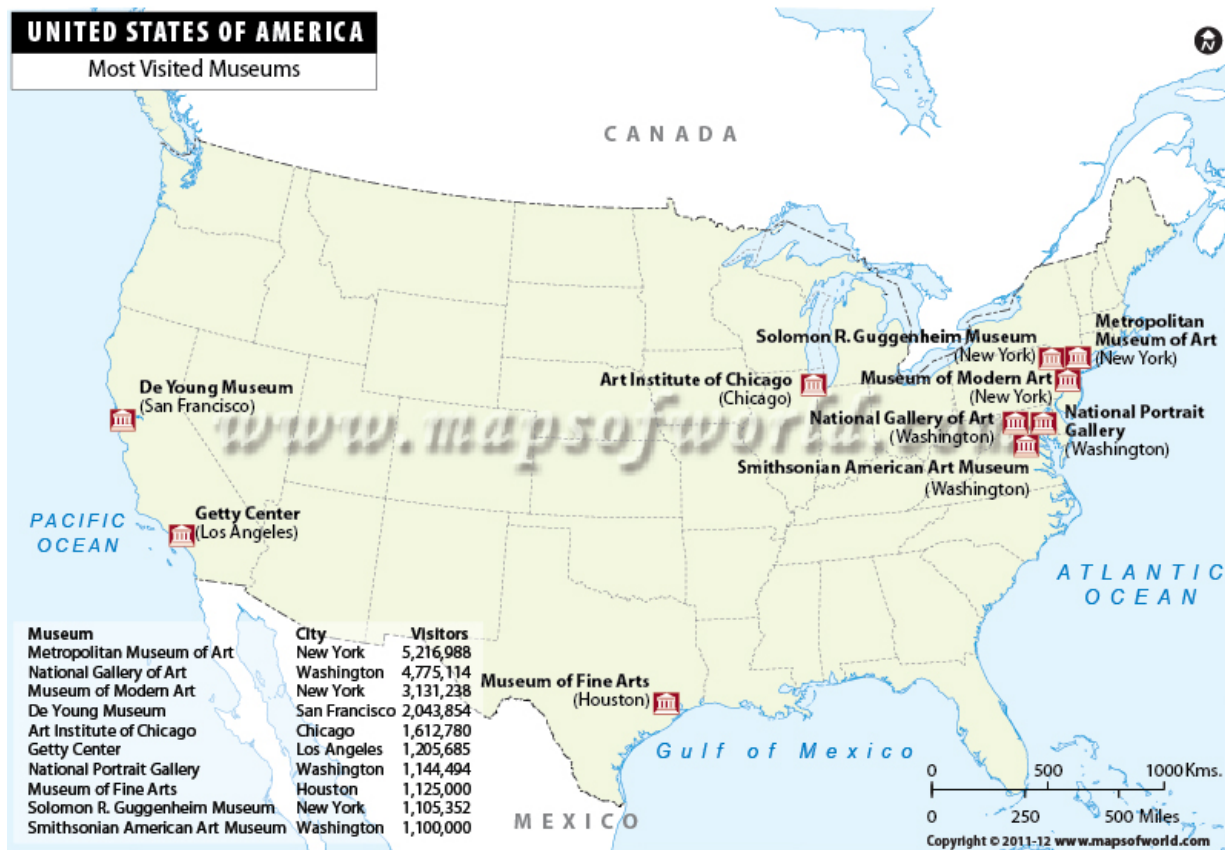 UNITED STATES OF AMERICA
Most Visited Museums
N
CANADA
Solomon R. Guggenheim Museum
(New York)
Metropolitan
Museum of Art
(New York)
De Young Museum
(San Francisco)
Art Institute of Chicago
(Chicago)
Museum of Modern Art
(New York)
www.mapsofworld.com
National Gallery of Art
(Washington)
National Portrait
Gallery
(Washington)
Smithsonian American Art Museum
(Washington)
Getty Center
(Los Angeles)
PACIFIC
OCEAN
ATLANTIC
OCEAN
Museum City Visitors
Metropolitan Museum of Art New York 5,216,988
National Gallery of Art Washington 4,775,114
Museum of Modern Art New York 3,131,238
De Young Museum San Francisco 2,043,854
Art Institute of Chicago Chicago 1,612,780
Getty Center Los Angeles 1,205,685
National Portrait Gallery Washington 1,144,494
Museum of Fine Arts Houston 1,125,000
Solomon R. Guggenheim Museum New York 1,105,352
Smithsonian American Art Museum Washington 1,100,000
Museum of Fine Arts
(Houston)
Gulf of Mexico
MEXICO
0 500 1000 Kms.
0 250 500 Miles
Copyright © 2011-12 www.mapsofworld.com